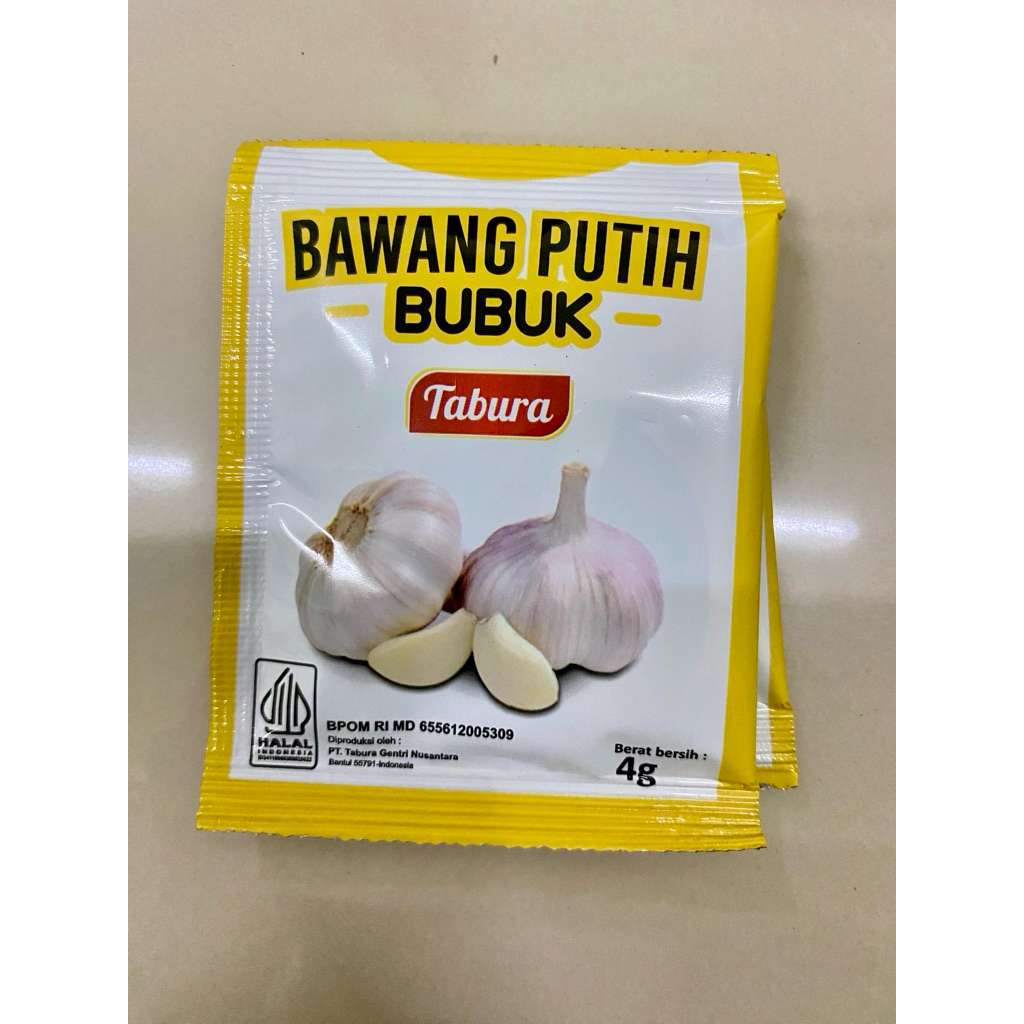 BAWANG PUTIH
BUBUK
Tabura
HALAL
INDONESIA
BPOM RI MD 655612005309
Diproduksi oleh :
PT. Tabura Gentri Nusantara
Bantul 55791-Indonesia
Berat bersih :
4g